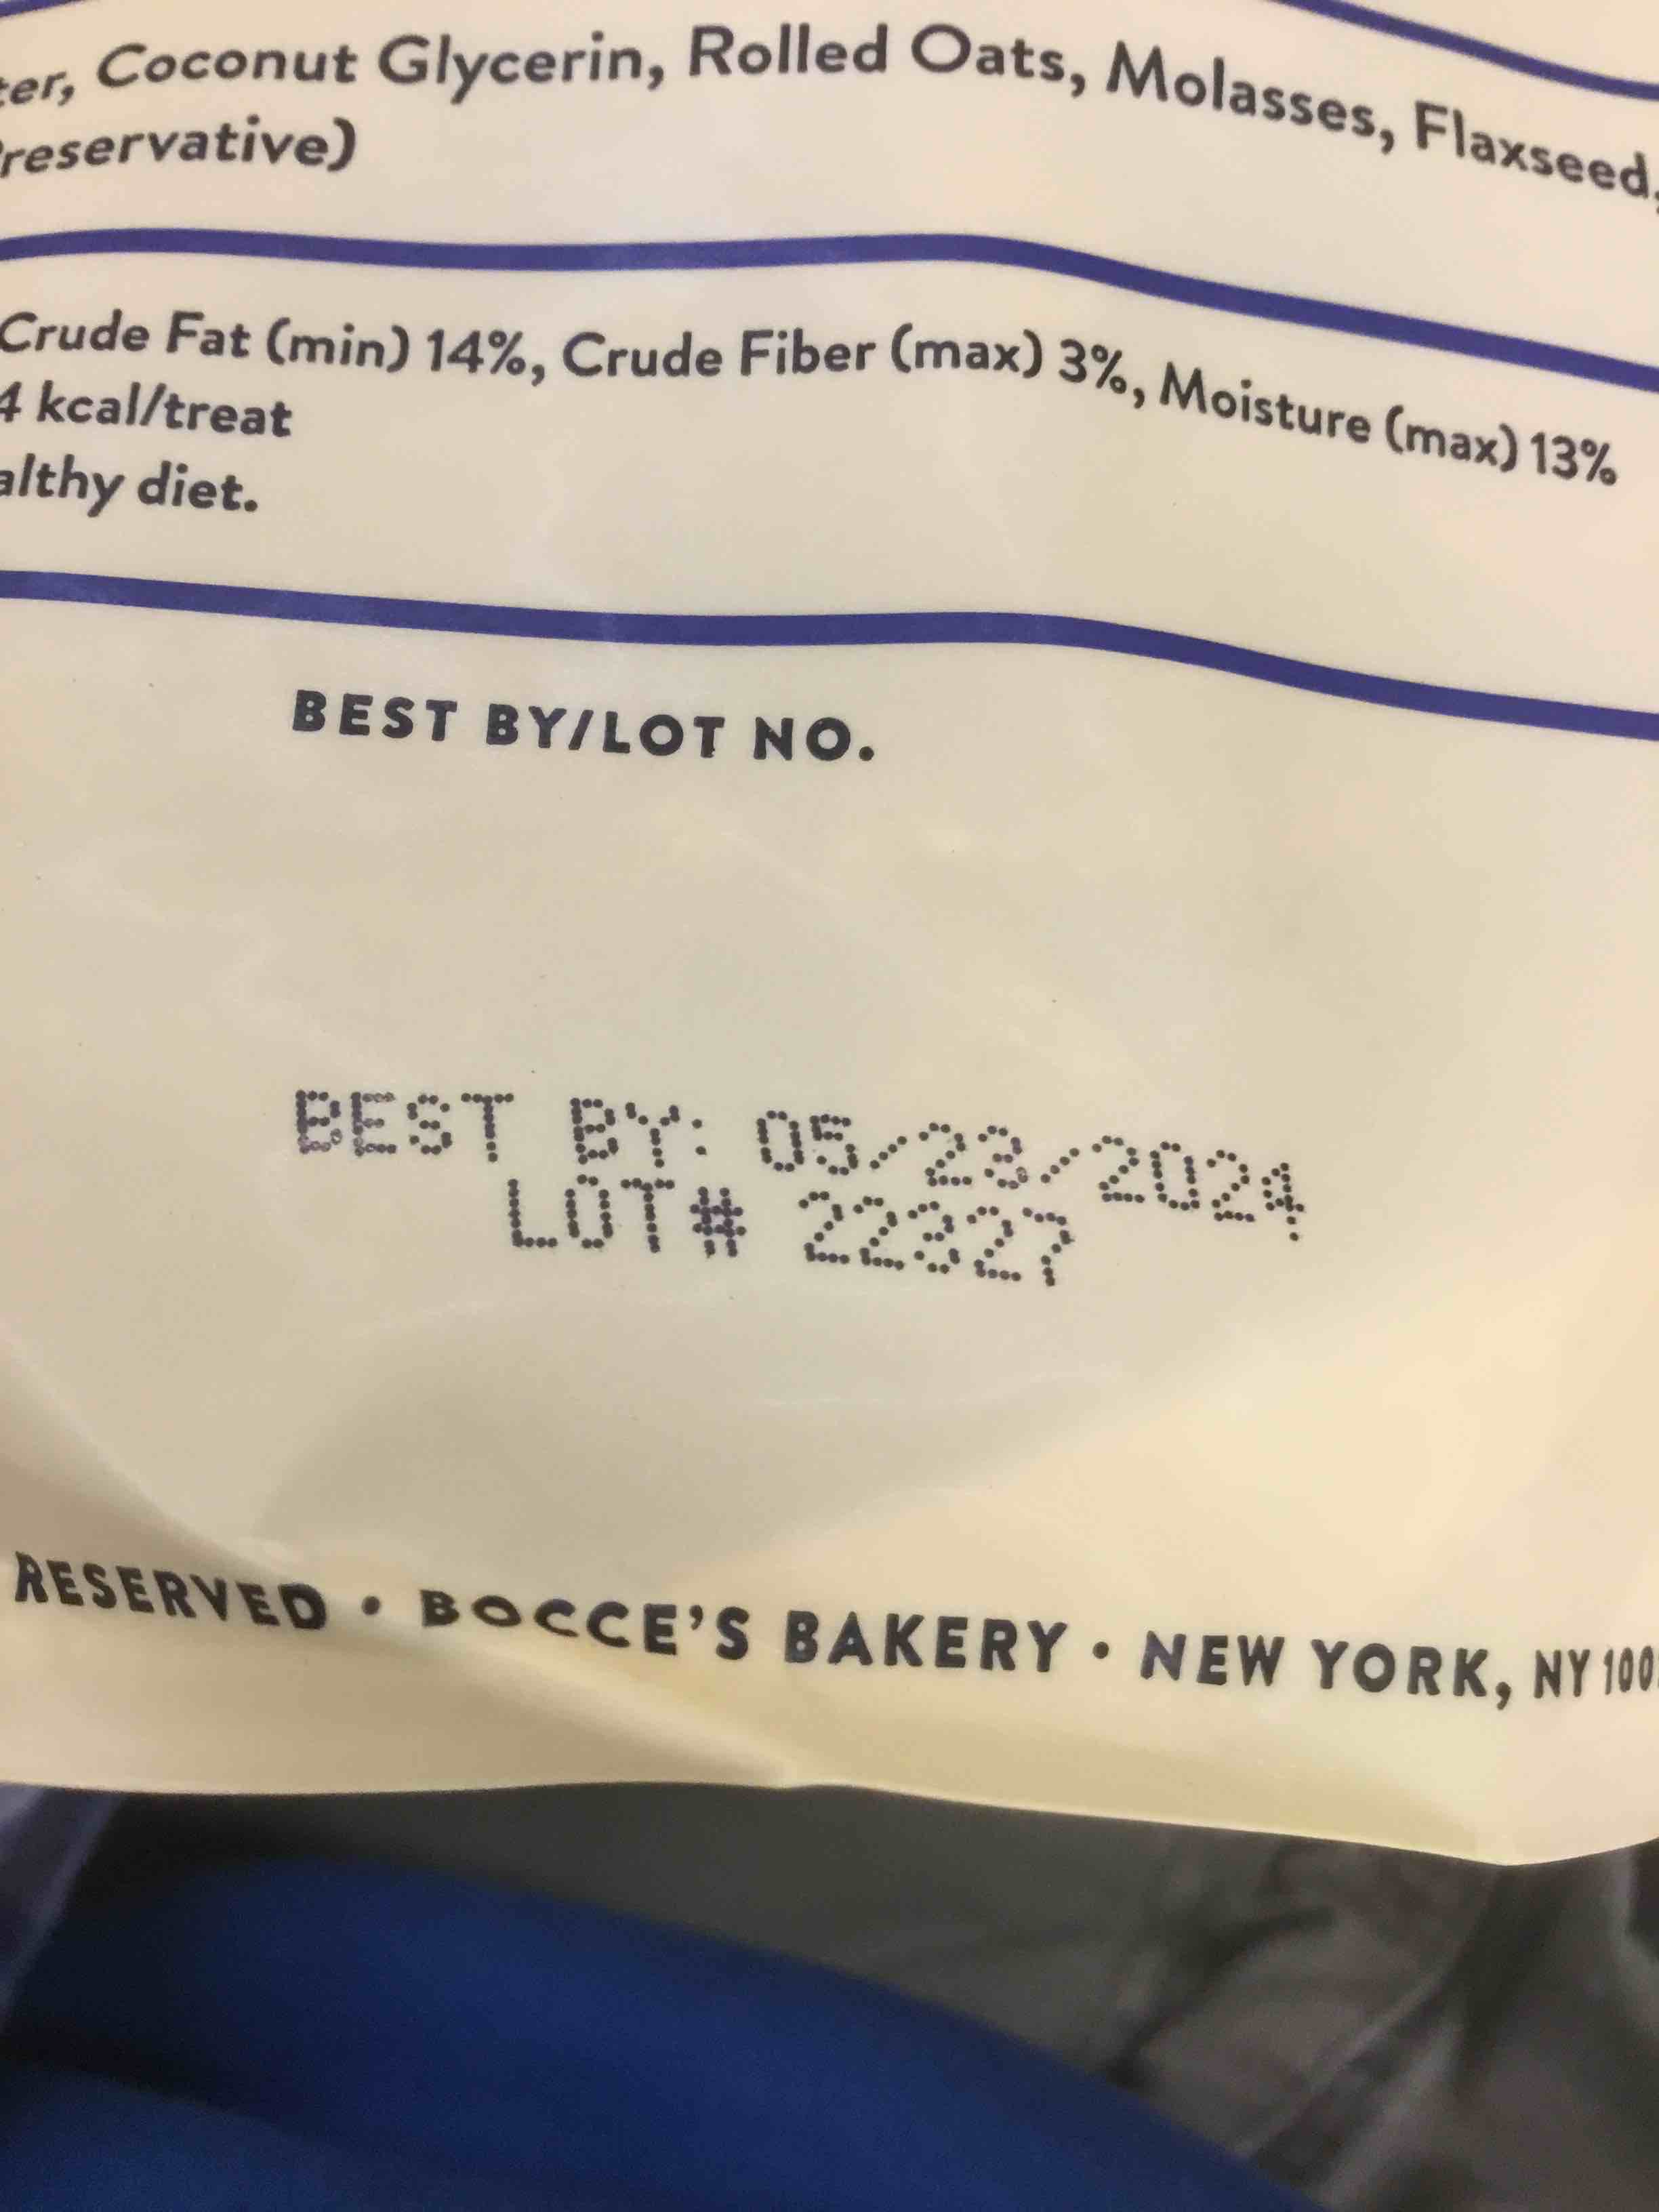 ter, Coconut Glycerin, Rolled Oats, Molasses, Flaxseed,
Preservative)
Crude Fat (min) 14%, Crude Fiber (max) 3%, Moisture (max) 13%
4 kcal/treat
althy diet.
BEST BY/LOT NO.
BEST BY: 05/23/2024
LOT# 22327
RESERVED • BOCCE'S BAKERY • NEW YORK, NY 100